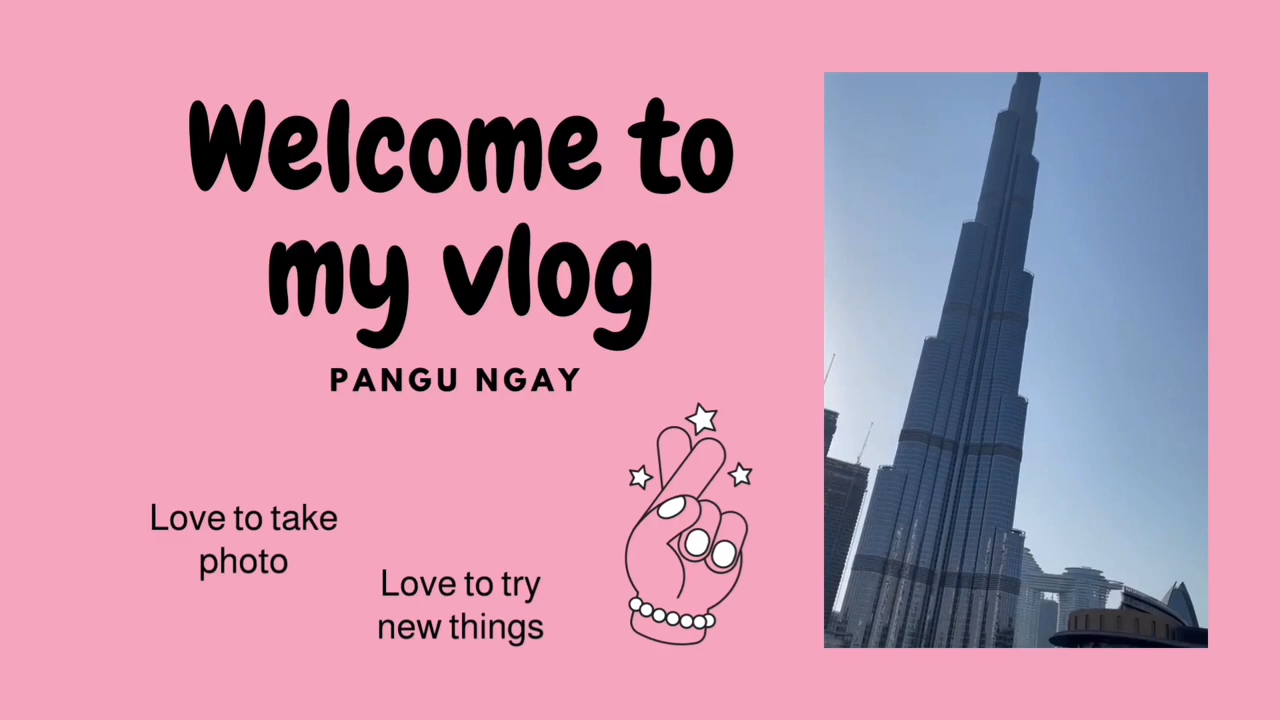 Welcome to
my vlog
PANGU NGAY
Love to take
photo
Love to try
new things